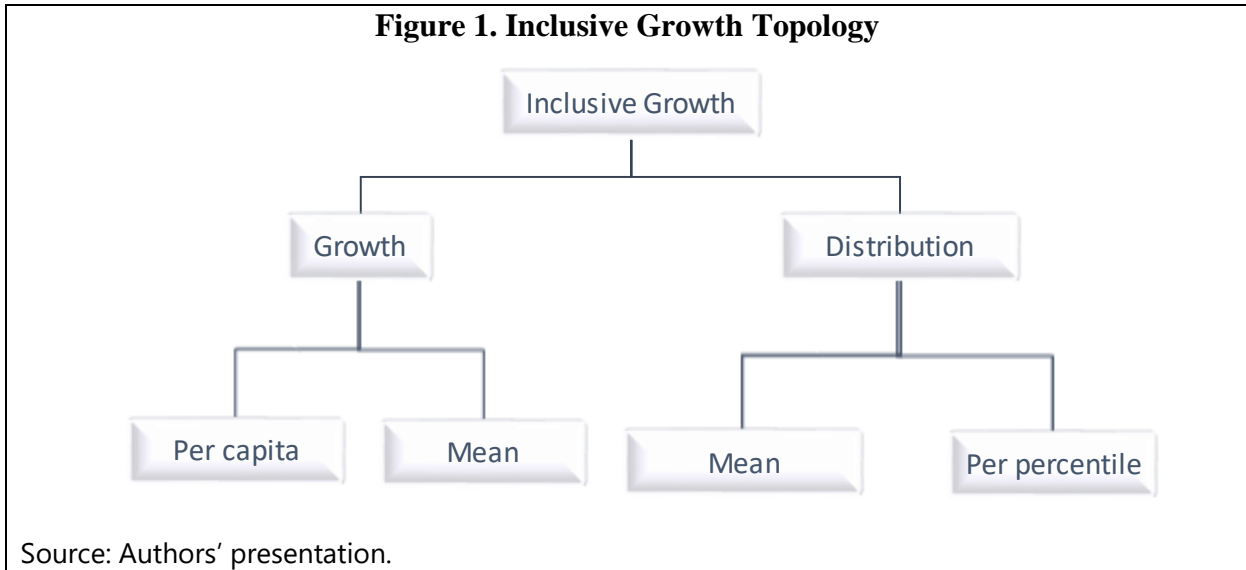 Figure 1. Inclusive Growth Topology
Inclusive Growth
Growth
Distribution
Per capita
Mean
Mean
Per percentile
Source: Authors’ presentation.